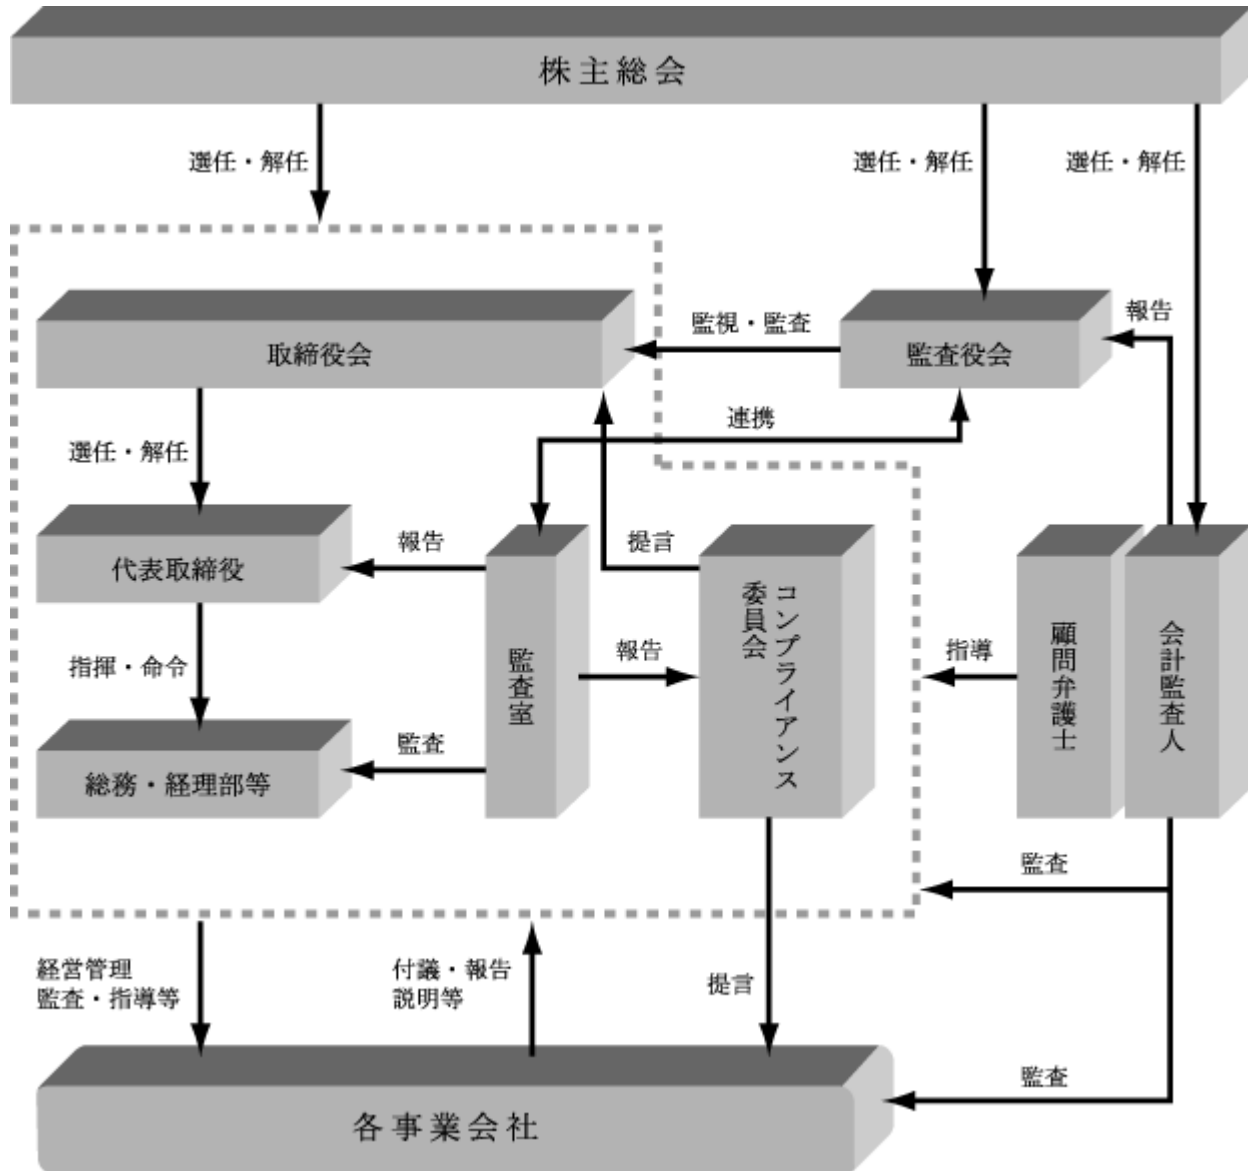 株主総会
選任・解任
選任・解任
選任・解任
取締役会
監視・監査
監査役会
報告
連携
選任・解任
代表取締役
報告
提言
指揮・命令
監査室
報告
コンプライアンス
委員会
指導
顧問弁護士
会計監査人
総務・経理部等
監査
監査
経営管理
監査・指導等
付議・報告
説明等
提言
監査
各事業会社